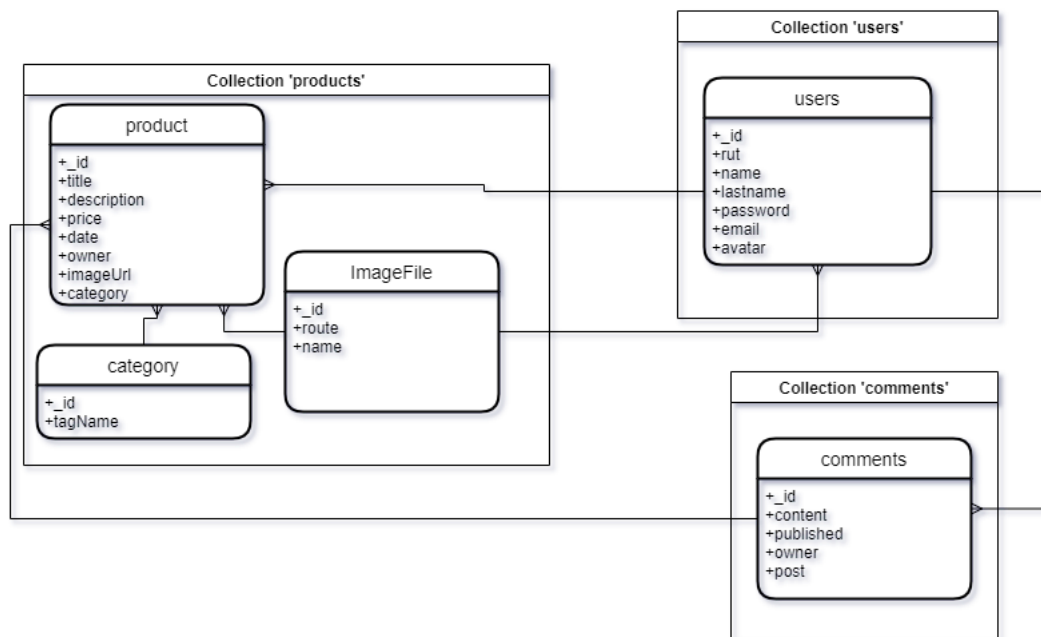 Collection 'products'
product
+_id
+title
+description
+price
+date
+owner
+imageUrl
+category
ImageFile
+_id
+route
+name
category
+_id
+tagName
Collection 'users'
users
+_id
+rut
+name
+lastname
+password
+email
+avatar
Collection 'comments'
comments
+_id
+content
+published
+owner
+post